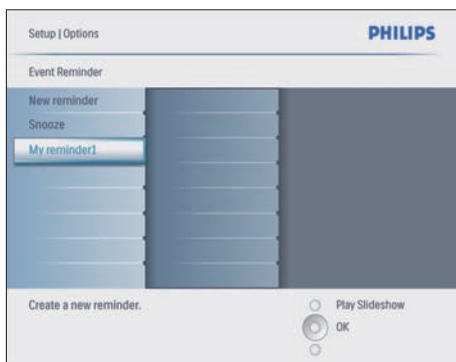 Setup | Options
PHILIPS
Event Reminder
New reminder
Snooze
My reminder1
Create a new reminder.
Play Slideshow
OK